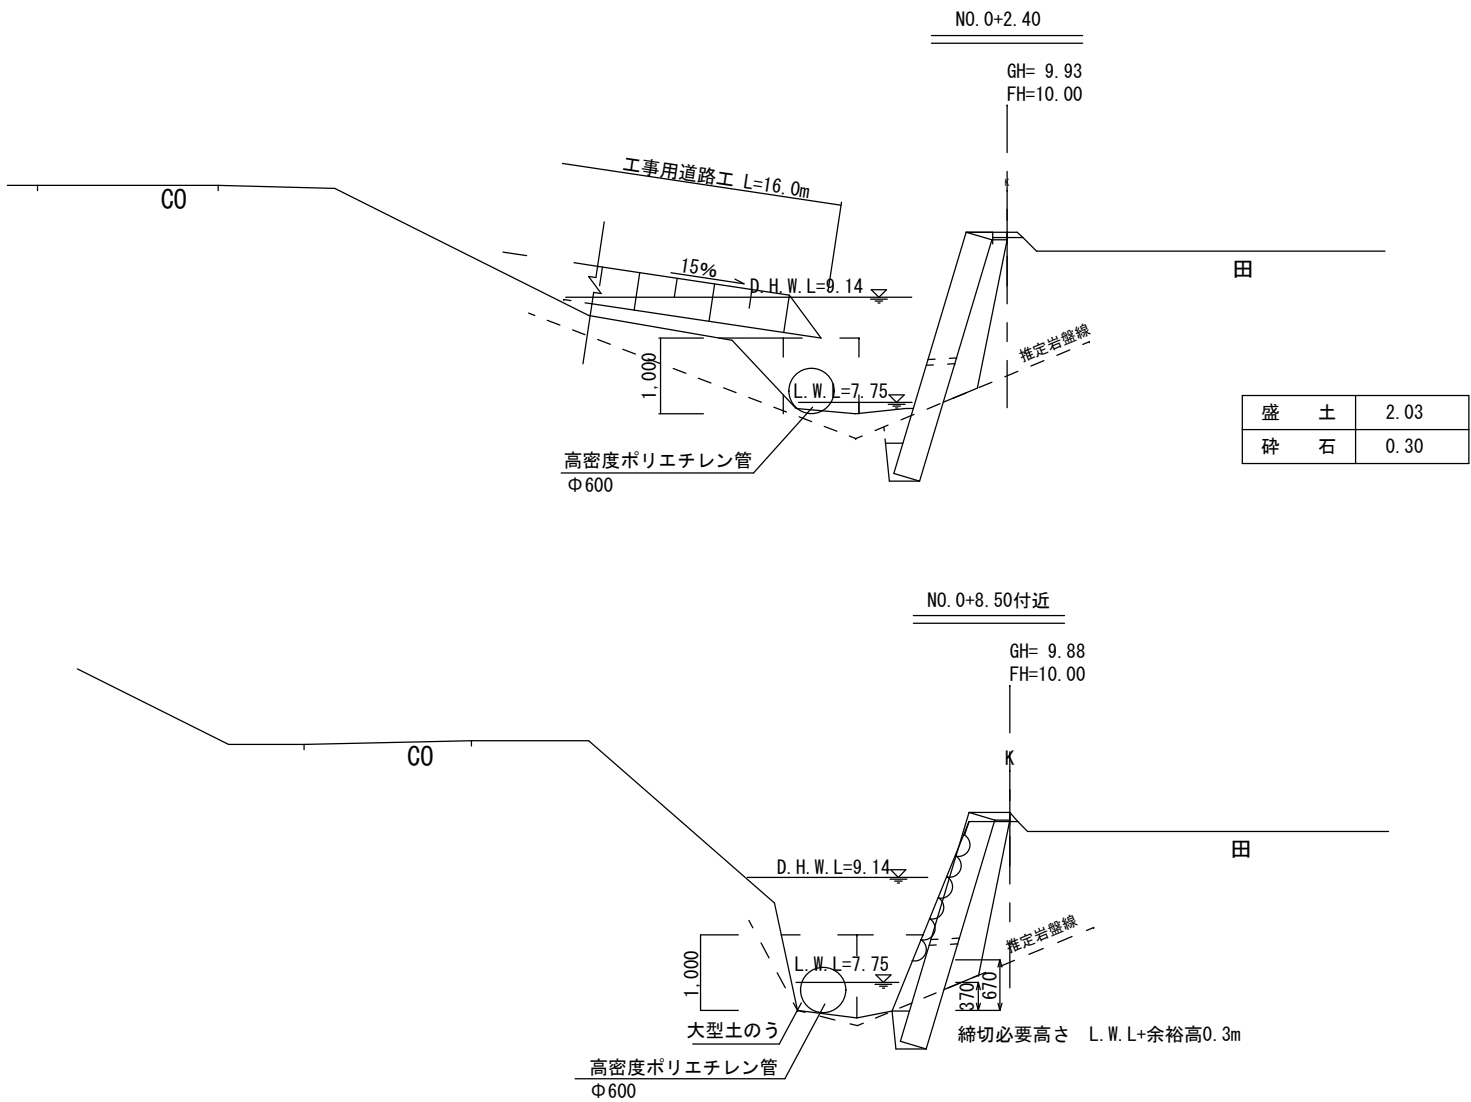 NO.0+2.40
GH= 9.93
FH=10.00
工事用道路工 L=16.0m
K
CO
15%
D.H.W.L=9.14
田
推定岩盤線
1,000
L.W.L=7.75
盛 土 2.03
砕 石 0.30
高密度ポリエチレン管
Φ600
NO.0+8.50付近
GH= 9.88
FH=10.00
K
CO
田
D.H.W.L=9.14
推定岩盤線
1,000
L.W.L=7.75
370
670
大型土のう
締切必要高さ L.W.L+余裕高0.3m
高密度ポリエチレン管
Φ600